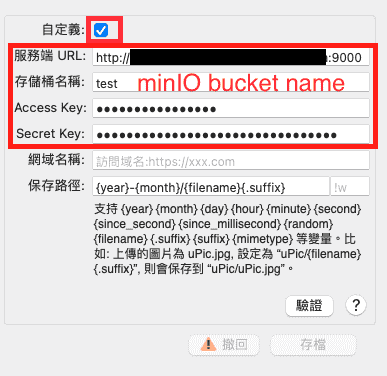 自定義:
服務端 URL: http:// :9000
存儲桶名稱: test minIO bucket name
Access Key: ●●●●●●●●●●●●●●●●
Secret Key: ●●●●●●●●●●●●●●●●●●●●●●●●●●●●●●●●
網域名稱: 訪問域名:https://xxx.com
保存路徑: {year}-{month}/{filename}{.suffix} !w
支持 {year} {month} {day} {hour} {minute} {second}
{since_second} {since_millisecond} {random}
{filename} {.suffix} {suffix} {mimetype} 等變量。比
如: 上傳的圖片為 uPic.jpg, 設定為 “uPic/{filename}
{.suffix}”, 則會保存到 “uPic/uPic.jpg”。
驗證 ?
撤回 存檔